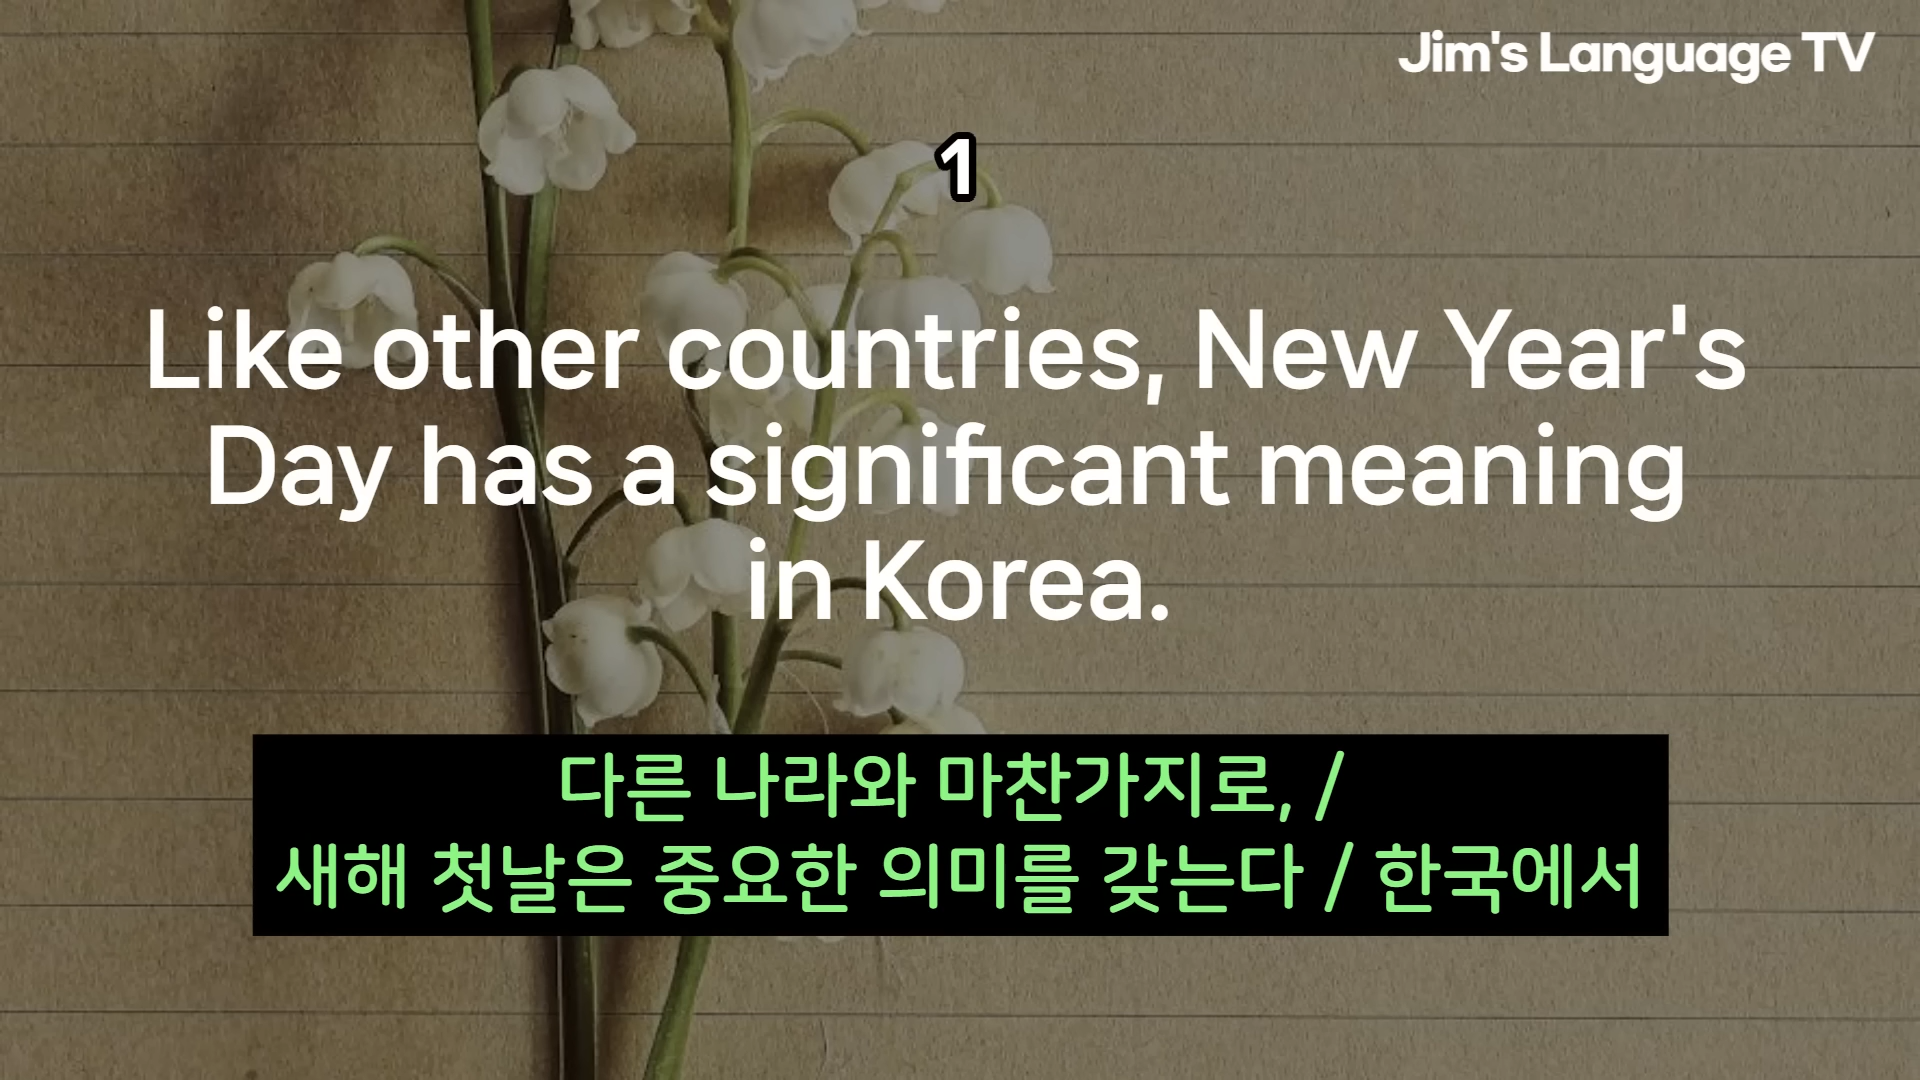 Jim's Language TV
1
Like other countries, New Year's
Day has a significant meaning
in Korea.
다른 나라와 마찬가지로, /
새해 첫날은 중요한 의미를 갖는다 / 한국에서